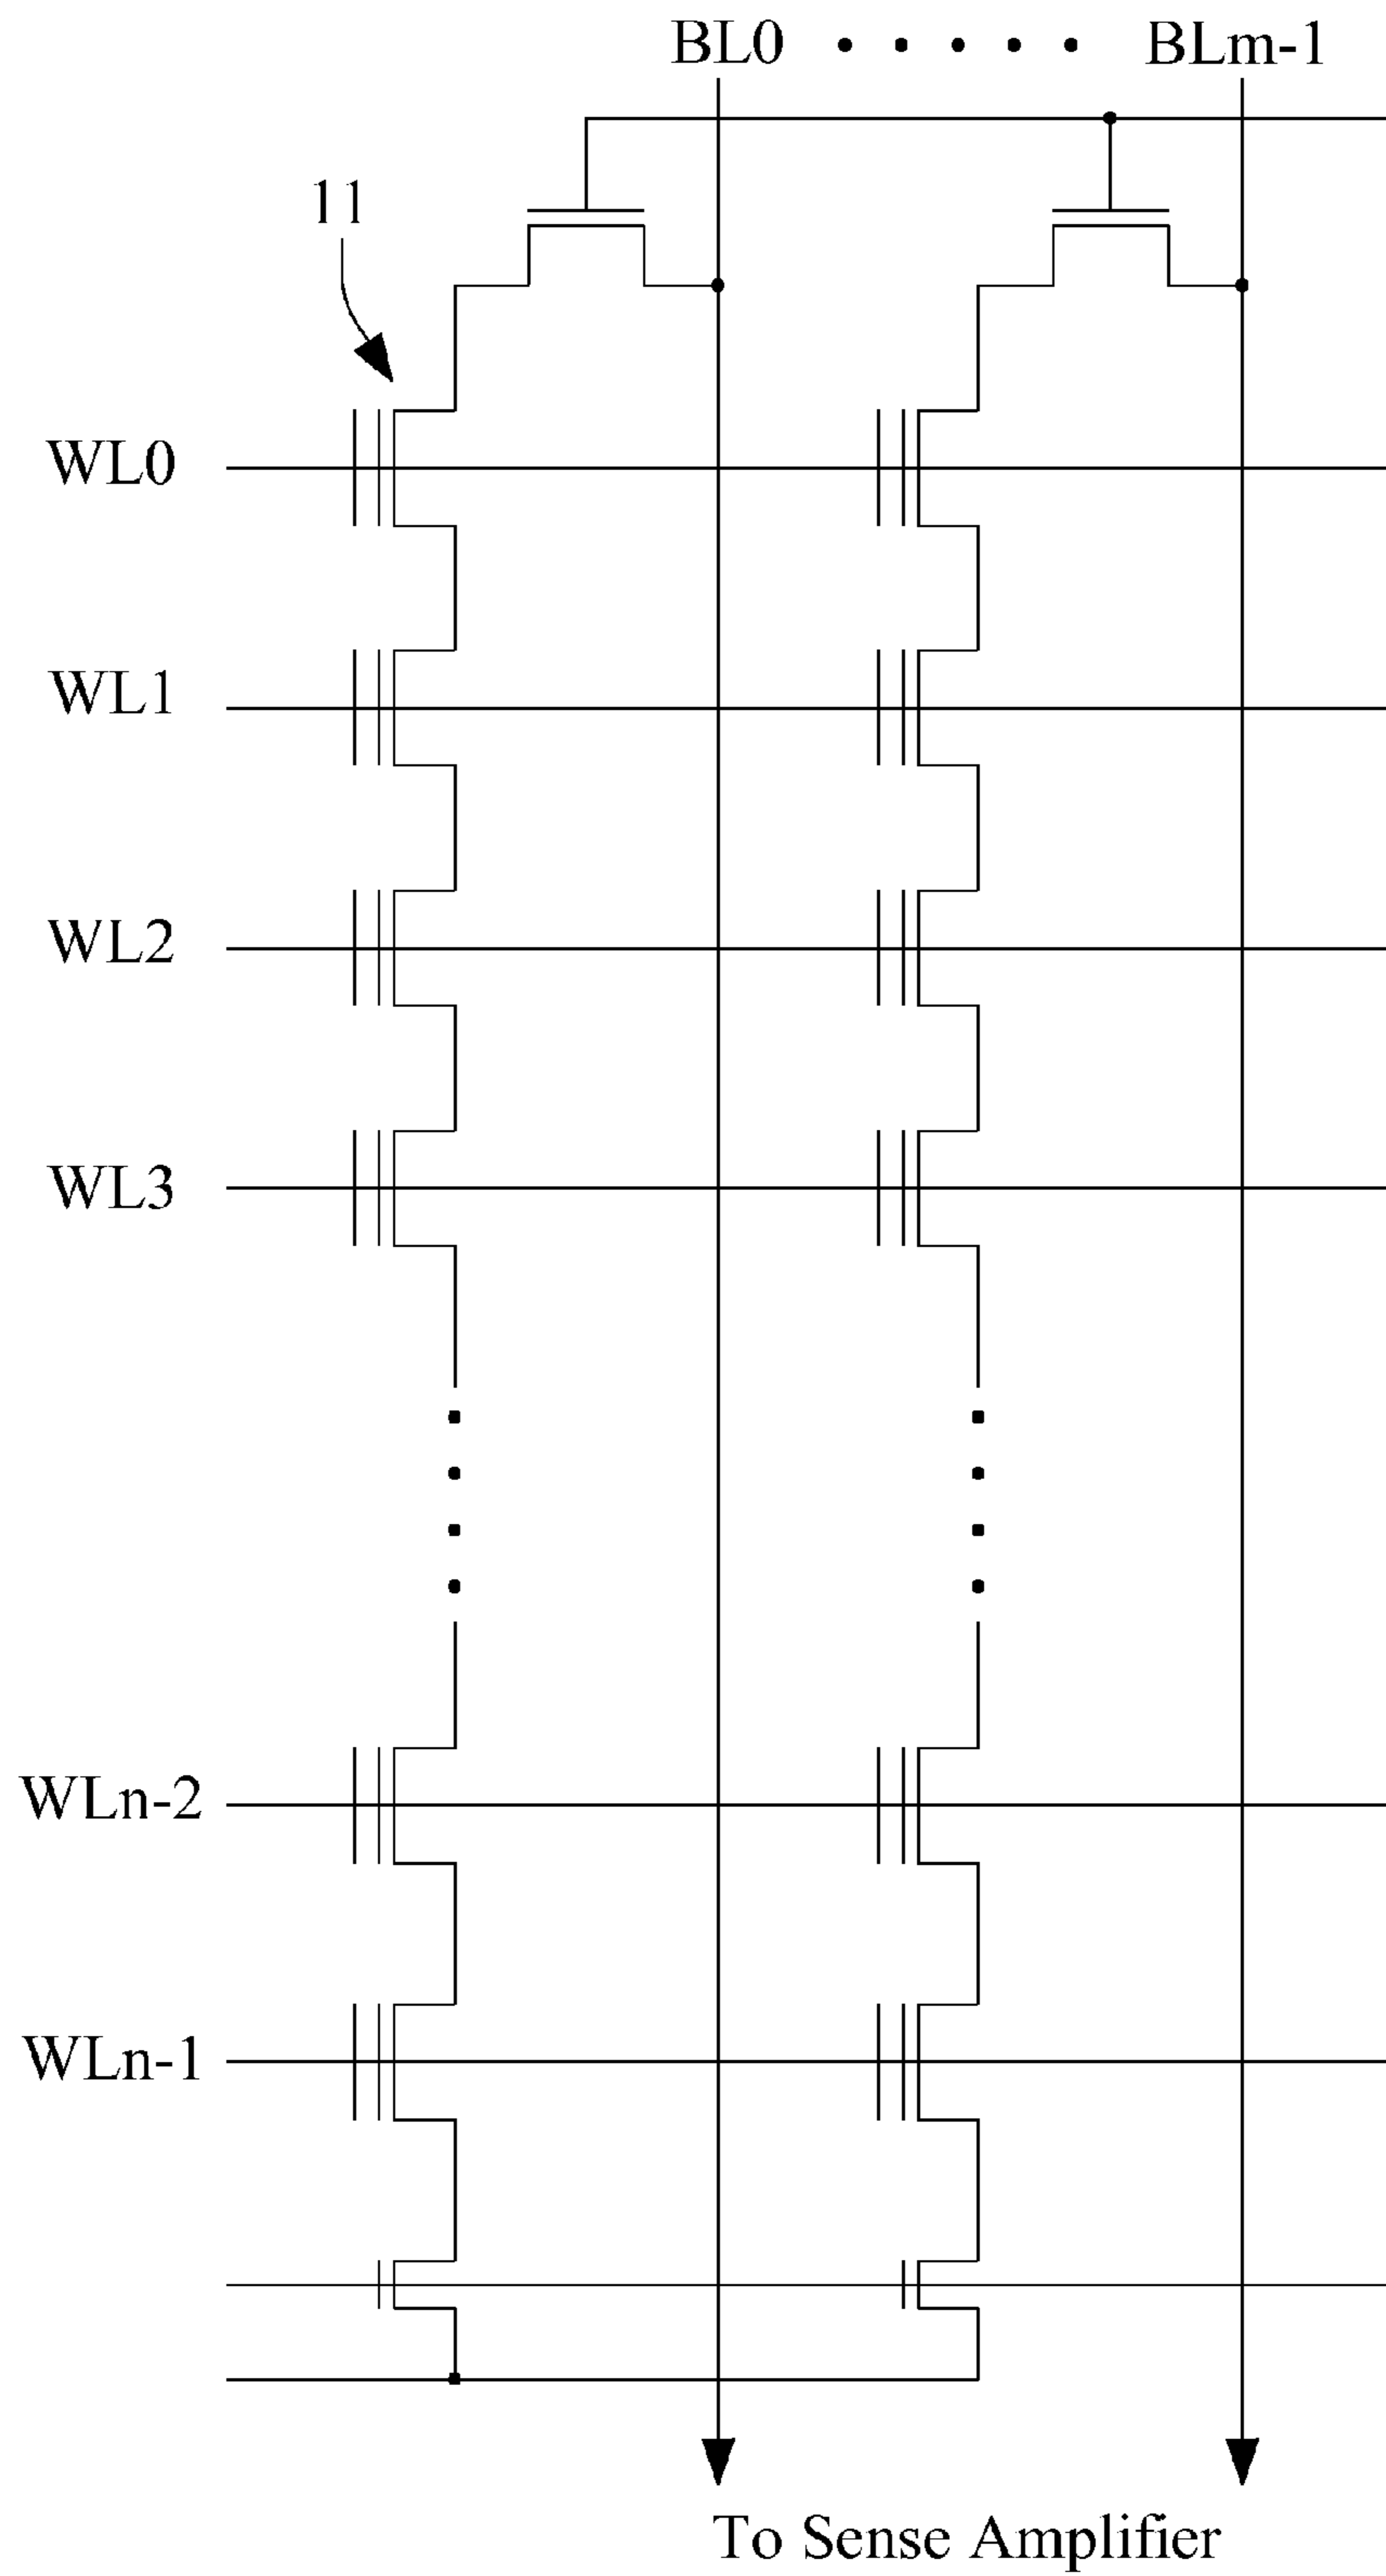 BL0 • • • • • BLm-1
11
WL0
WL1
WL2
WL3
WLn-2
WLn-1
To Sense Amplifier